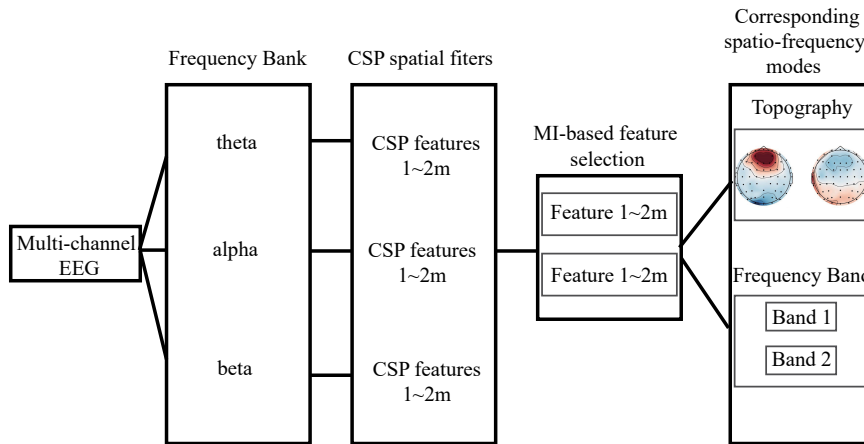 Frequency Bank
theta
alpha
beta
Multi-channel
EEG
CSP spatial fiters
CSP features
1~2m
CSP features
1~2m
CSP features
1~2m
MI-based feature
selection
Feature 1~2m
Feature 1~2m
Corresponding
spatio-frequency
modes
Topography
Frequency Band
Band 1
Band 2